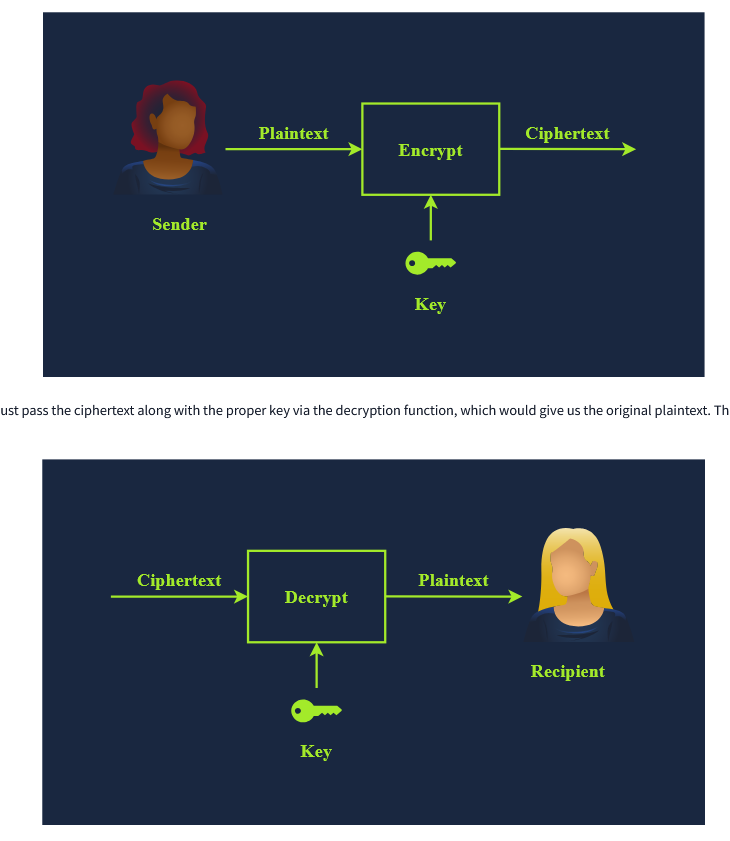 Plaintext
Encrypt
Ciphertext
Sender
Key
ust pass the ciphertext along with the proper key via the decryption function, which would give us the original plaintext. Th
Ciphertext
Decrypt
Plaintext
Recipient
Key